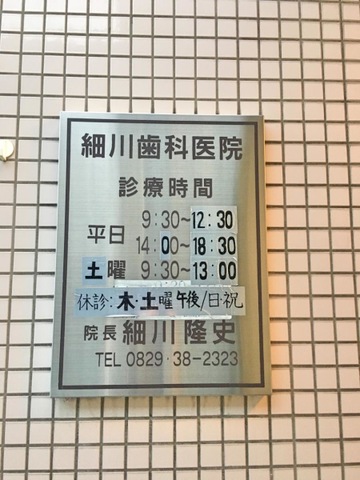 細川歯科医院
診療時間
平日 9:30~12:30
14:00~18:30
土曜 9:30~13:00
休診:木・土曜午後/日・祝
院長 細川隆史
TEL 0829・38-2323